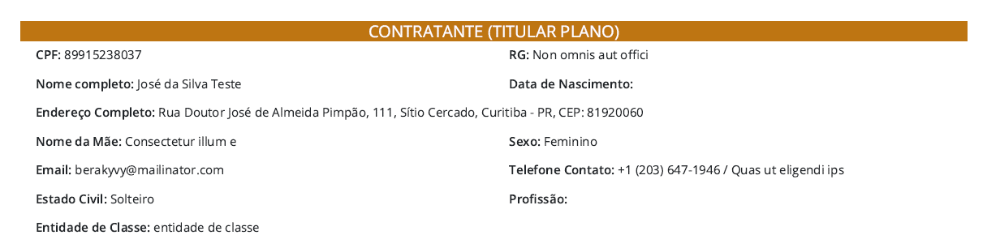 CONTRATANTE (TITULAR PLANO)
CPF: 89915238037 RG: Non omnis aut offici
Nome completo: José da Silva Teste Data de Nascimento:
Endereço Completo: Rua Doutor José de Almeida Pimpão, 111, Sítio Cercado, Curitiba - PR, CEP: 81920060
Nome da Mãe: Consectetur illum e Sexo: Feminino
Email: berakyvy@mailinator.com Telefone Contato: +1 (203) 647-1946 / Quas ut eligendi ips
Estado Civil: Solteiro Profissão:
Entidade de Classe: entidade de classe